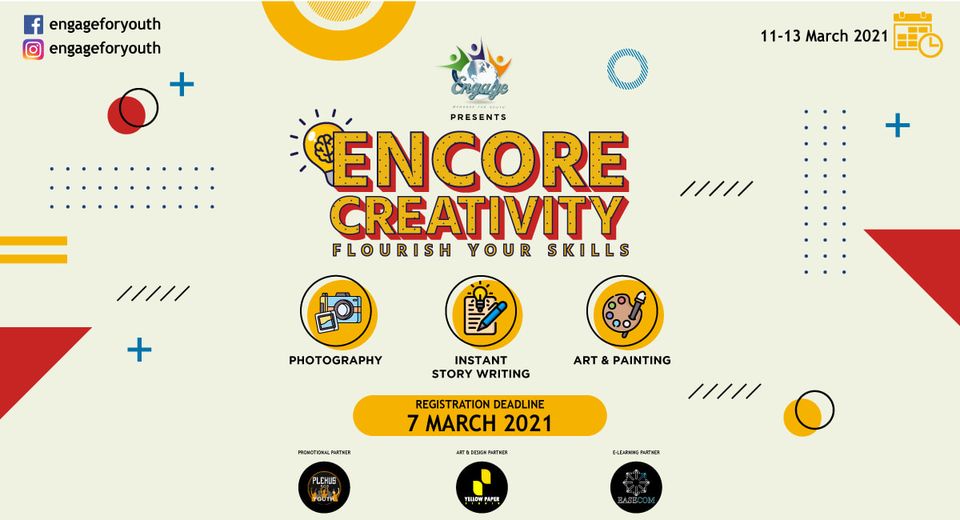 engageforyouth
engageforyouth
11-13 March 2021
Engage
PRESENTS
ENCORE
CREATIVITY
FLOURISH YOUR SKILLS
PHOTOGRAPHY
INSTANT
STORY WRITING
ART & PAINTING
REGISTRATION DEADLINE
7 MARCH 2021
PROMOTIONAL PARTNER
ART & DESIGN PARTNER
E-LEARNING PARTNER
YELLOW PAPER
EASECOM